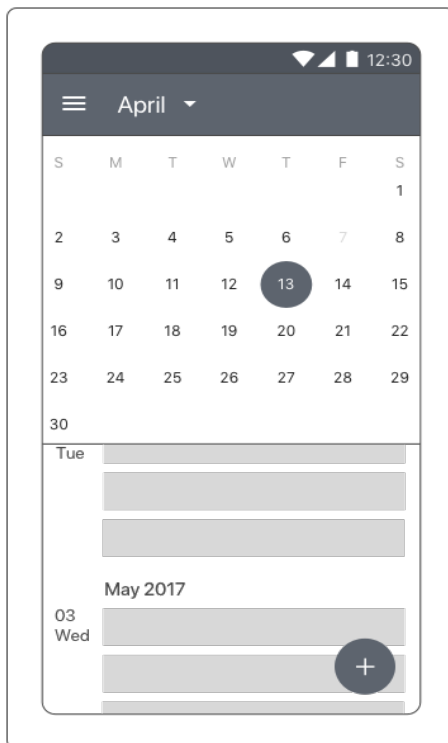 12:30
April
S M T W T F S
1
2 3 4 5 6 7 8
9 10 11 12 13 14 15
16 17 18 19 20 21 22
23 24 25 26 27 28 29
30
Tue
May 2017
03
Wed
+